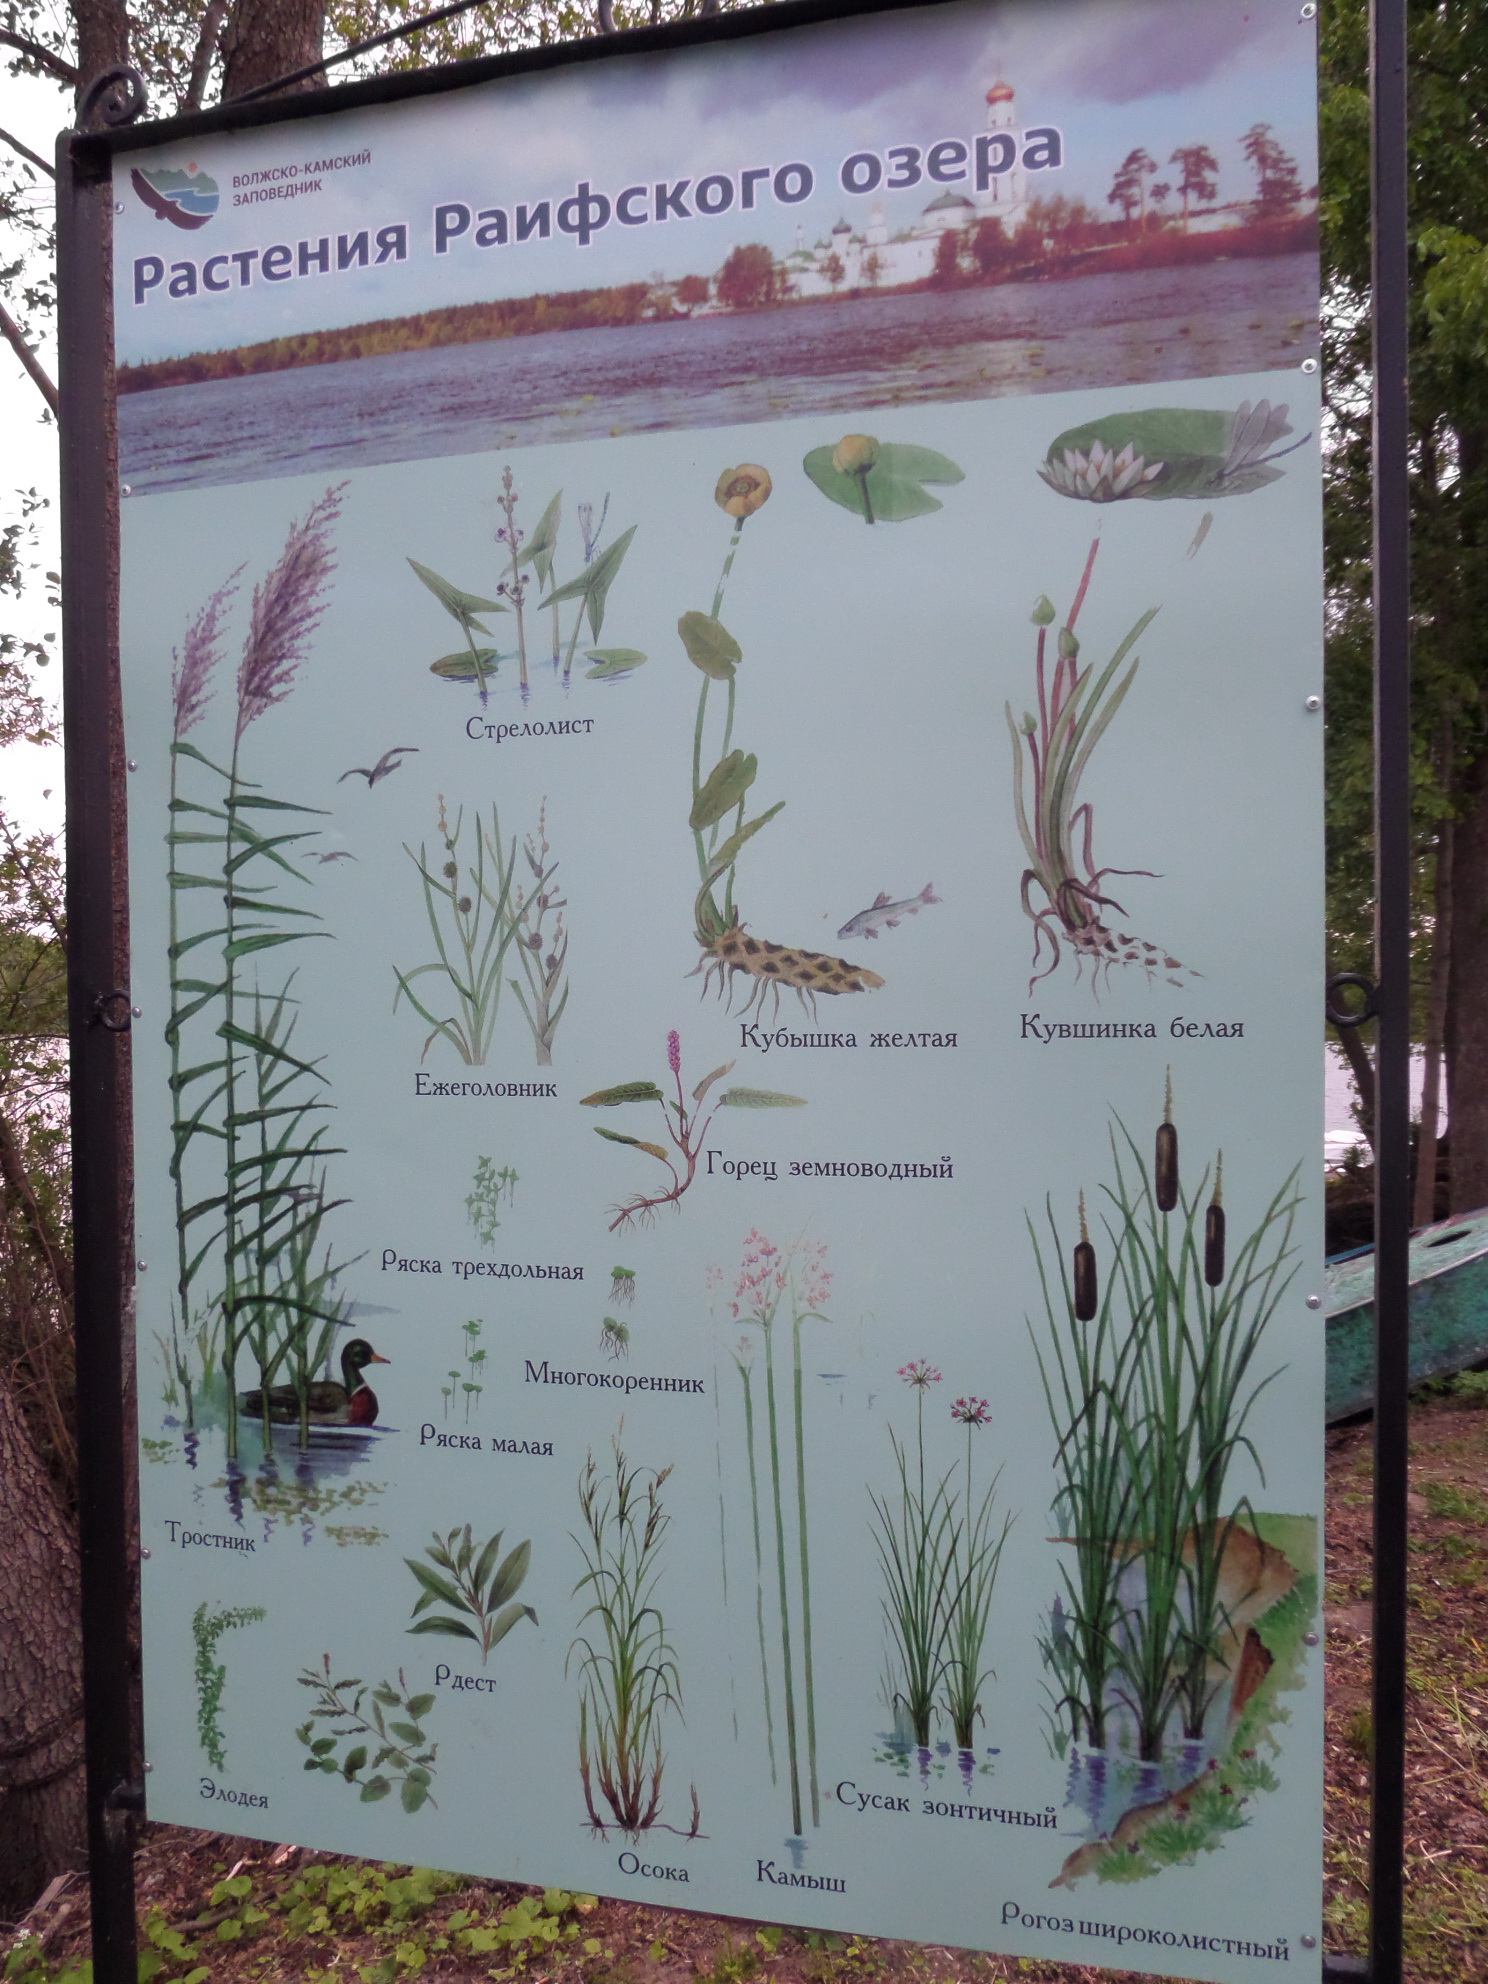 ВОЛЖСКО-КАМСКИЙ
ЗАПОВЕДНИК
Растения Раифского озера
Стрелолист
Кубышка желтая
Кувшинка белая
Ежеголовник
Горец земноводный
Ряска трехдольная
Многокоренник
Ряска малая
Тростник
Рдест
Элодея
Осока
Камыш
Сусак зонтичный
Рогоз широколистный